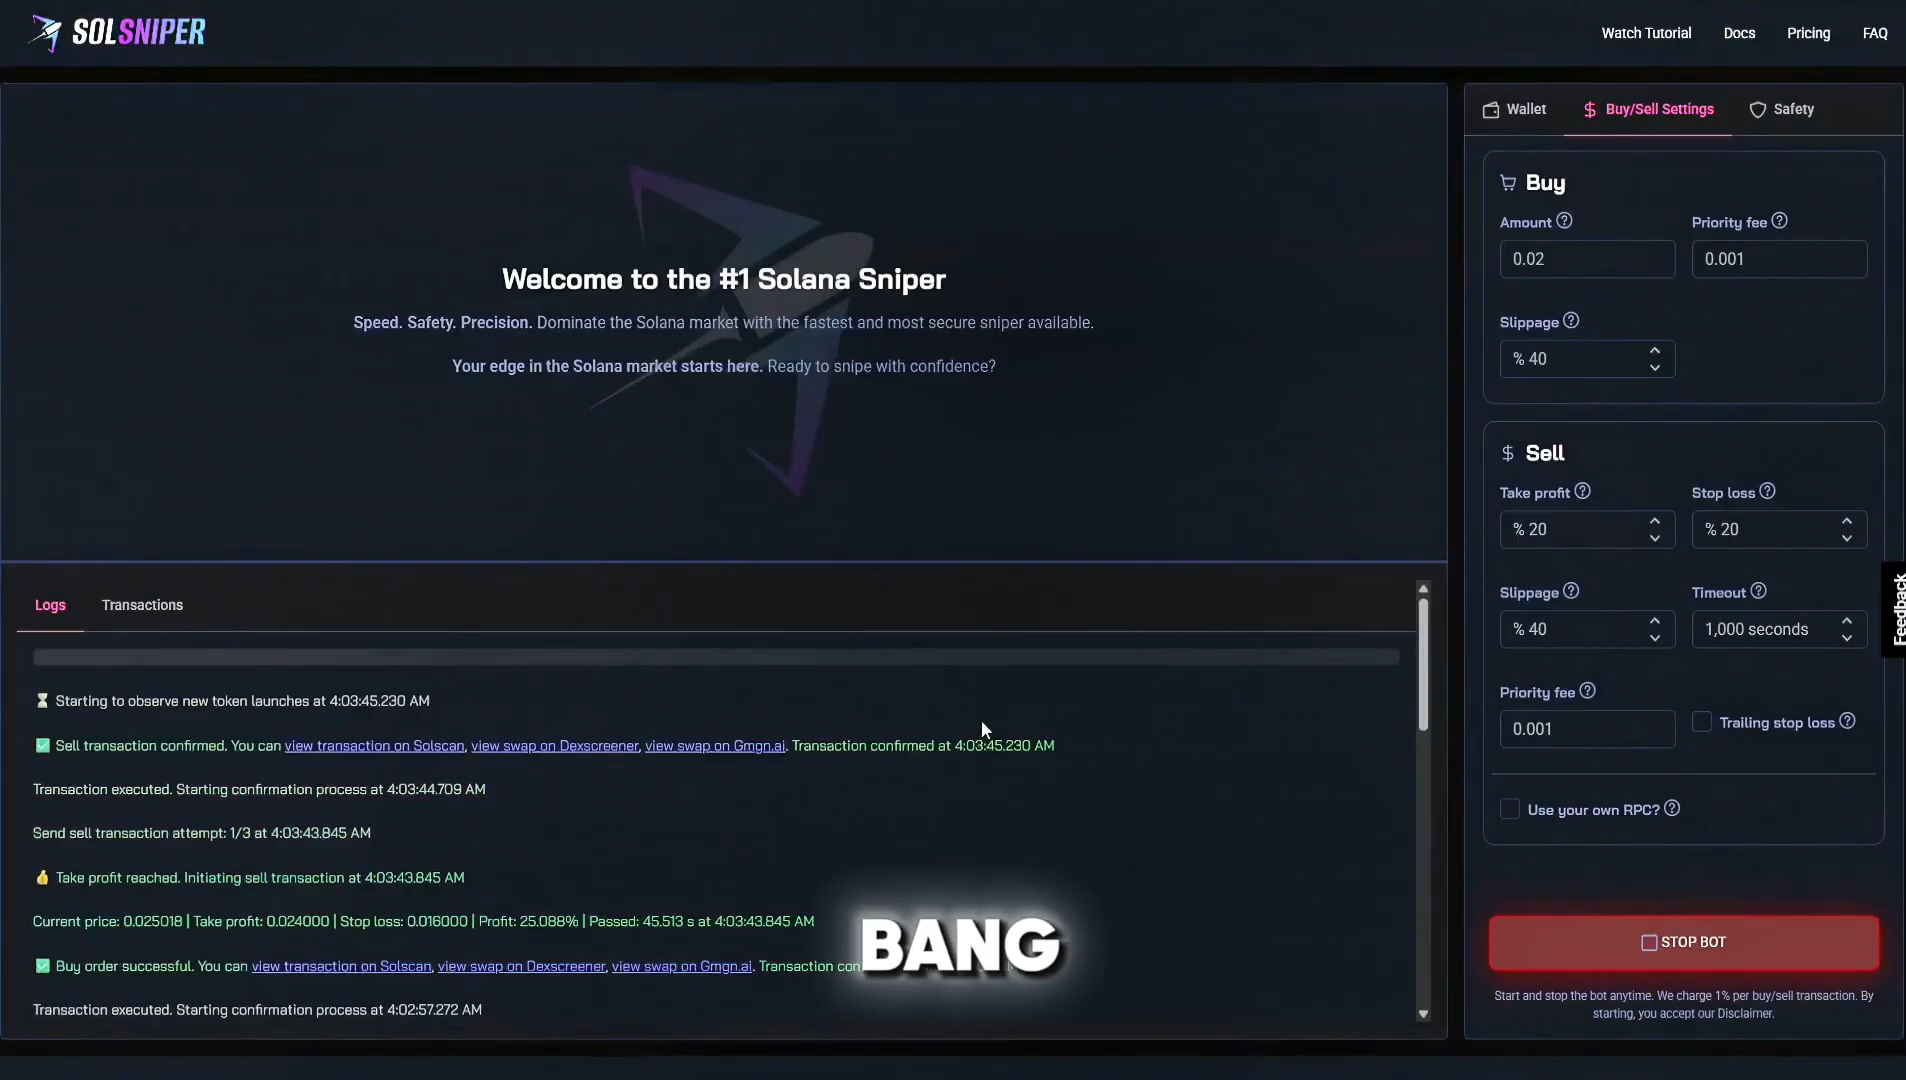 SOLSNIPER
Watch Tutorial Docs Pricing FAQ
Wallet Buy/Sell Settings Safety
Welcome to the #1 Solana Sniper
Speed. Safety. Precision. Dominate the Solana market with the fastest and most secure sniper available.
Your edge in the Solana market starts here. Ready to snipe with confidence?
Buy
Amount Priority fee
0.02 0.001
Slippage
% 40
Sell
Take profit Stop loss
% 20 % 20
Slippage Timeout
% 40 1,000 seconds
Priority fee
0.001 Trailing stop loss
Use your own RPC?
STOP BOT
Start and stop the bot anytime. We charge 1% per buy/sell transaction. By
starting, you accept our Disclaimer.
Feedback
Logs Transactions
Starting to observe new token launches at 4:03:45.230 AM
Sell transaction confirmed. You can view transaction on Solscan, view swap on Dexscreener, view swap on Gmgn.ai. Transaction confirmed at 4:03:45.230 AM
Transaction executed. Starting confirmation process at 4:03:44.709 AM
Send sell transaction attempt: 1/3 at 4:03:43.845 AM
Take profit reached. Initiating sell transaction at 4:03:43.845 AM
Current price: 0.025018 | Take profit: 0.024000 | Stop loss: 0.016000 | Profit: 25.088% | Passed: 45.513 s at 4:03:43.845 AM
Buy order successful. You can view transaction on Solscan, view swap on Dexscreener, view swap on Gmgn.ai. Transaction
BANG
Transaction executed. Starting confirmation process at 4:02:57.272 AM